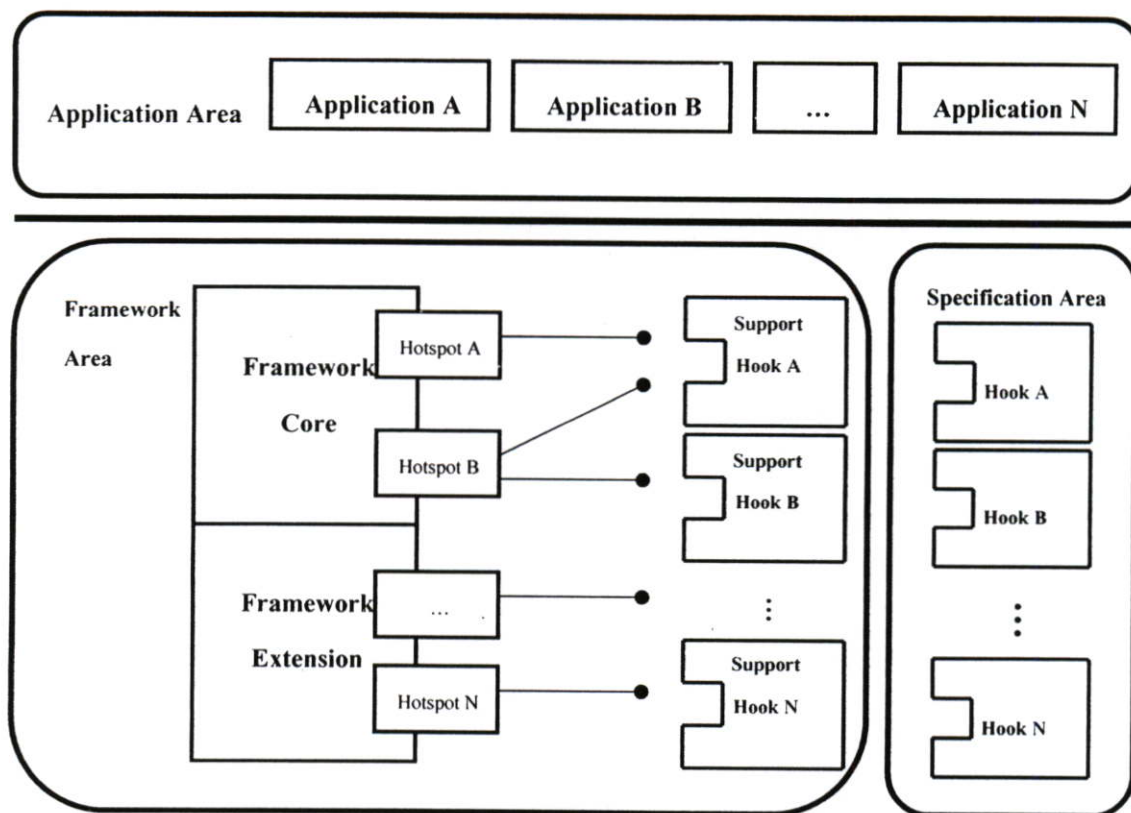 Application Area
Application A
Application B
...
Application N
Framework
Area
Framework
Core
Hotspot A
Hotspot B
Framework
Extension
...
Hotspot N
Support
Hook A
Support
Hook B
...
Support
Hook N
Specification Area
Hook A
Hook B
...
Hook N